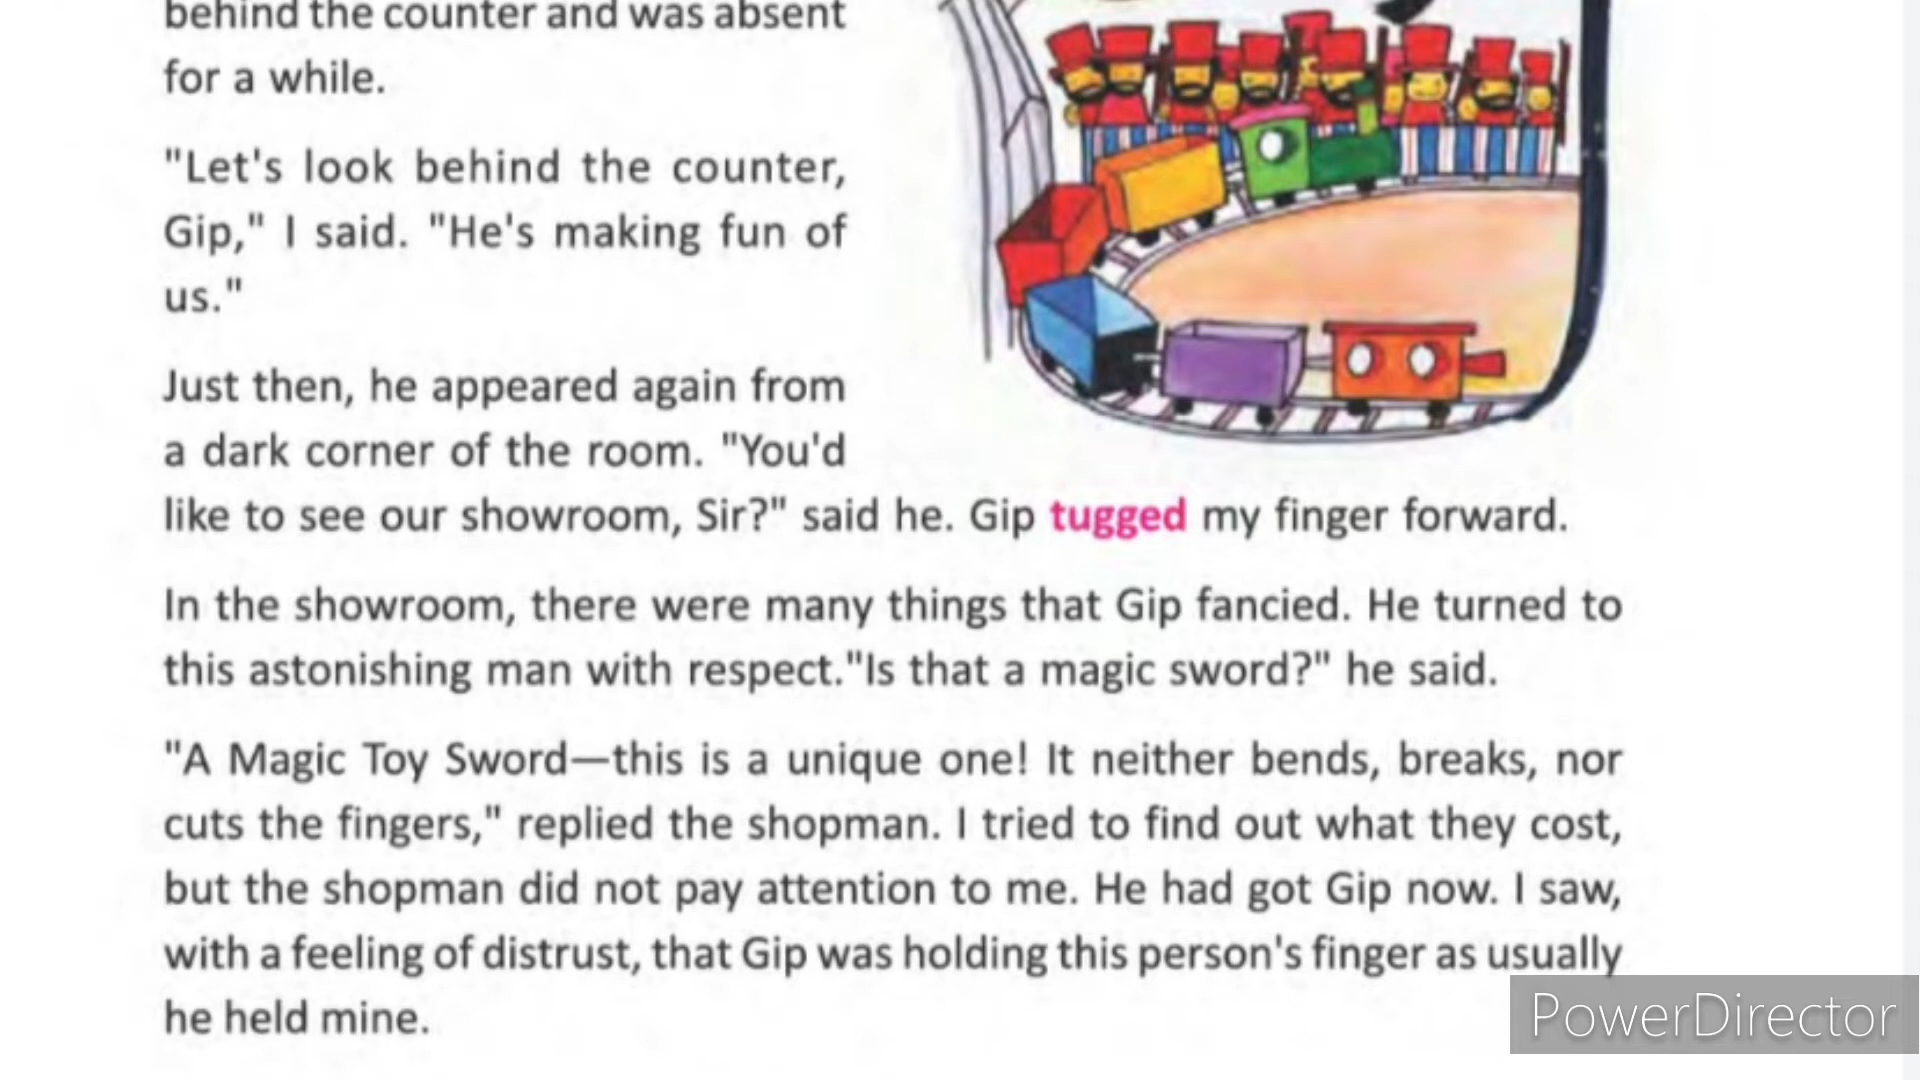 behind the counter and was absent
for a while.
"Let's look behind the counter,
Gip," I said. "He's making fun of
us."
Just then, he appeared again from
a dark corner of the room. "You'd
like to see our showroom, Sir?" said he. Gip tugged my finger forward.
In the showroom, there were many things that Gip fancied. He turned to
this astonishing man with respect."Is that a magic sword?" he said.
"A Magic Toy Sword—this is a unique one! It neither bends, breaks, nor
cuts the fingers," replied the shopman. I tried to find out what they cost,
but the shopman did not pay attention to me. He had got Gip now. I saw,
with a feeling of distrust, that Gip was holding this person's finger as usually
he held mine.
PowerDirector